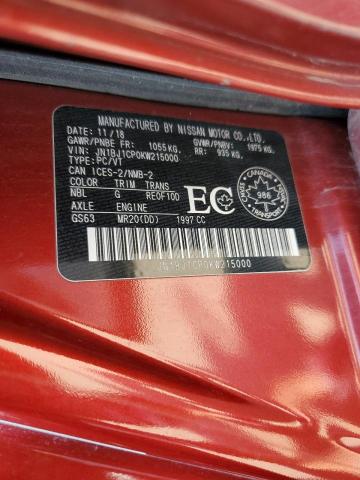 MANUFACTURED BY NISSAN MOTOR CO.,LTD.
DATE: 11/18 GVWR/PNBV: 1975 KG.
GAWR/PNBE FR: 1055 KG. RR: 935 KG.
VIN: JN1BJ1CP0KW215000
TYPE: PC/VT
CAN ICES-2/NMB-2
COLOR TRIM TRANS
NBL G RE0F10D
AXLE ENGINE
GS63 MR20(DD) 1997 CC
EC
CANADA
986
JN1BJ1CP0KW215000